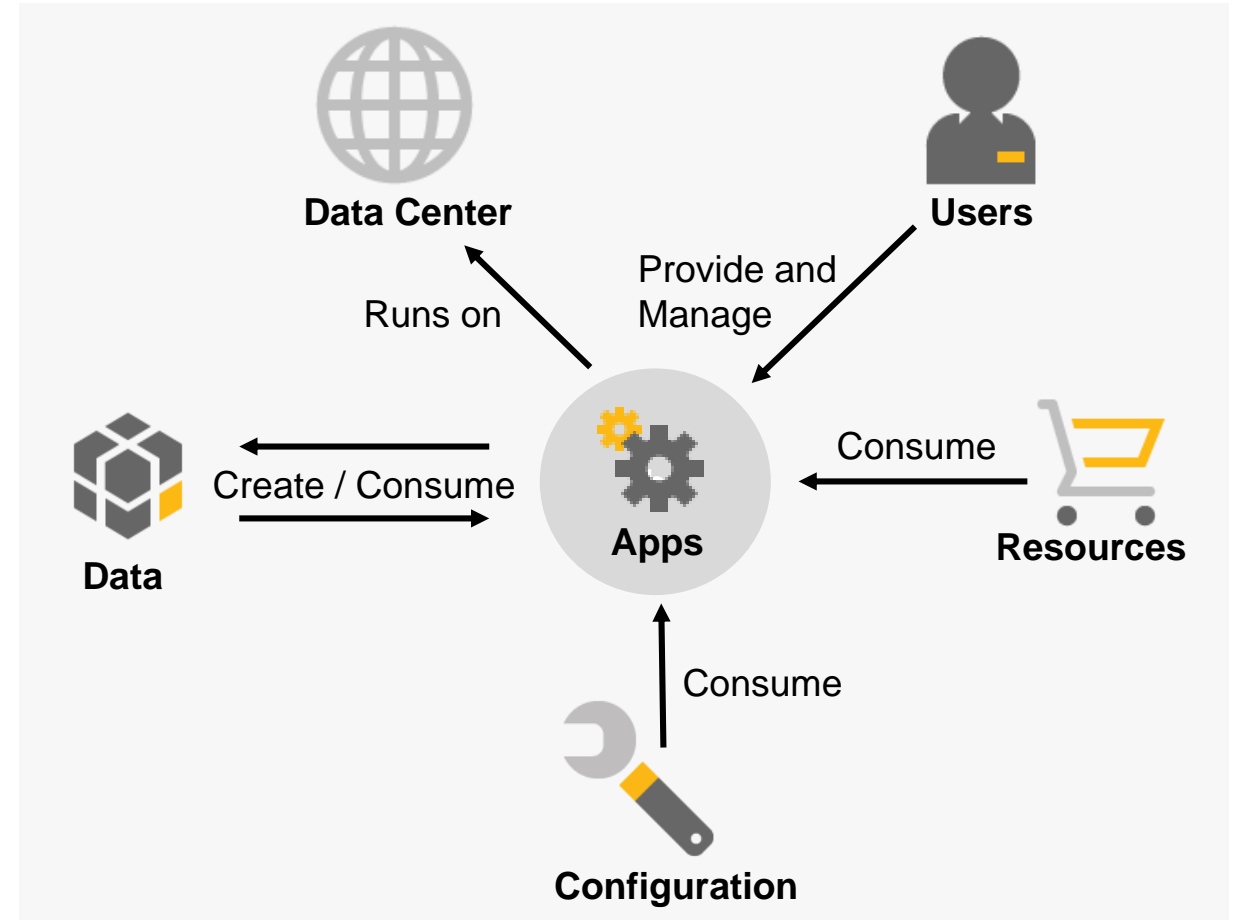 Data Center
Users
Provide and
Manage
Runs on
Consume
Create / Consume
Apps
Resources
Data
Consume
Configuration